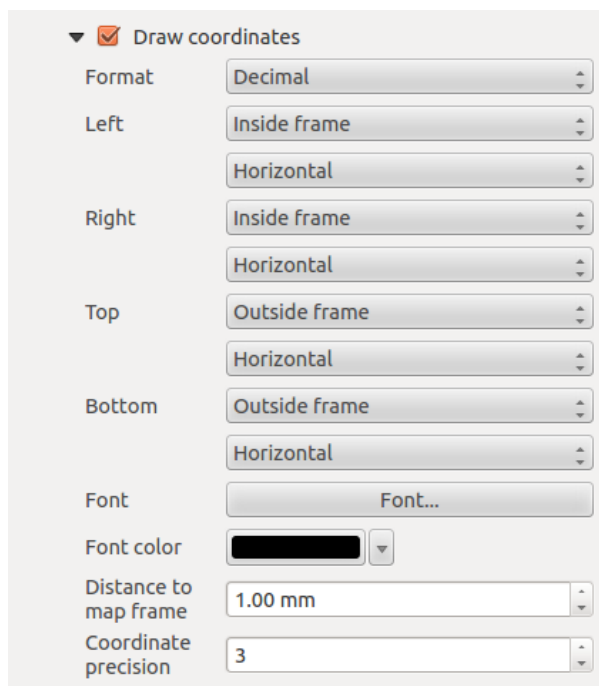 Draw coordinates
Format Decimal
Left Inside frame
Horizontal
Right Inside frame
Horizontal
Top Outside frame
Horizontal
Bottom Outside frame
Horizontal
Font Font...
Font color
Distance to
map frame 1.00 mm
Coordinate
precision 3